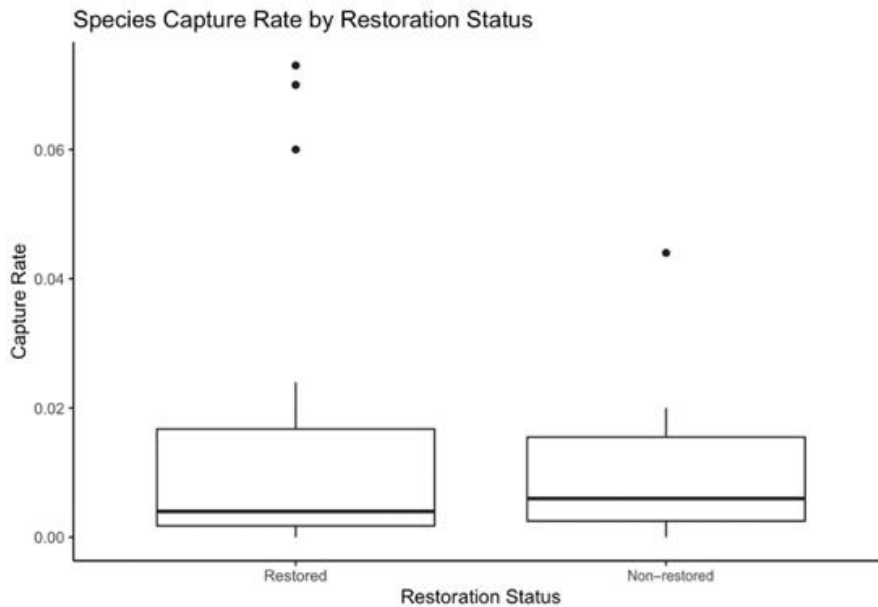 Species Capture Rate by Restoration Status
0.06
0.04
0.02
0.00
Capture Rate
Restored
Non−restored
Restoration Status